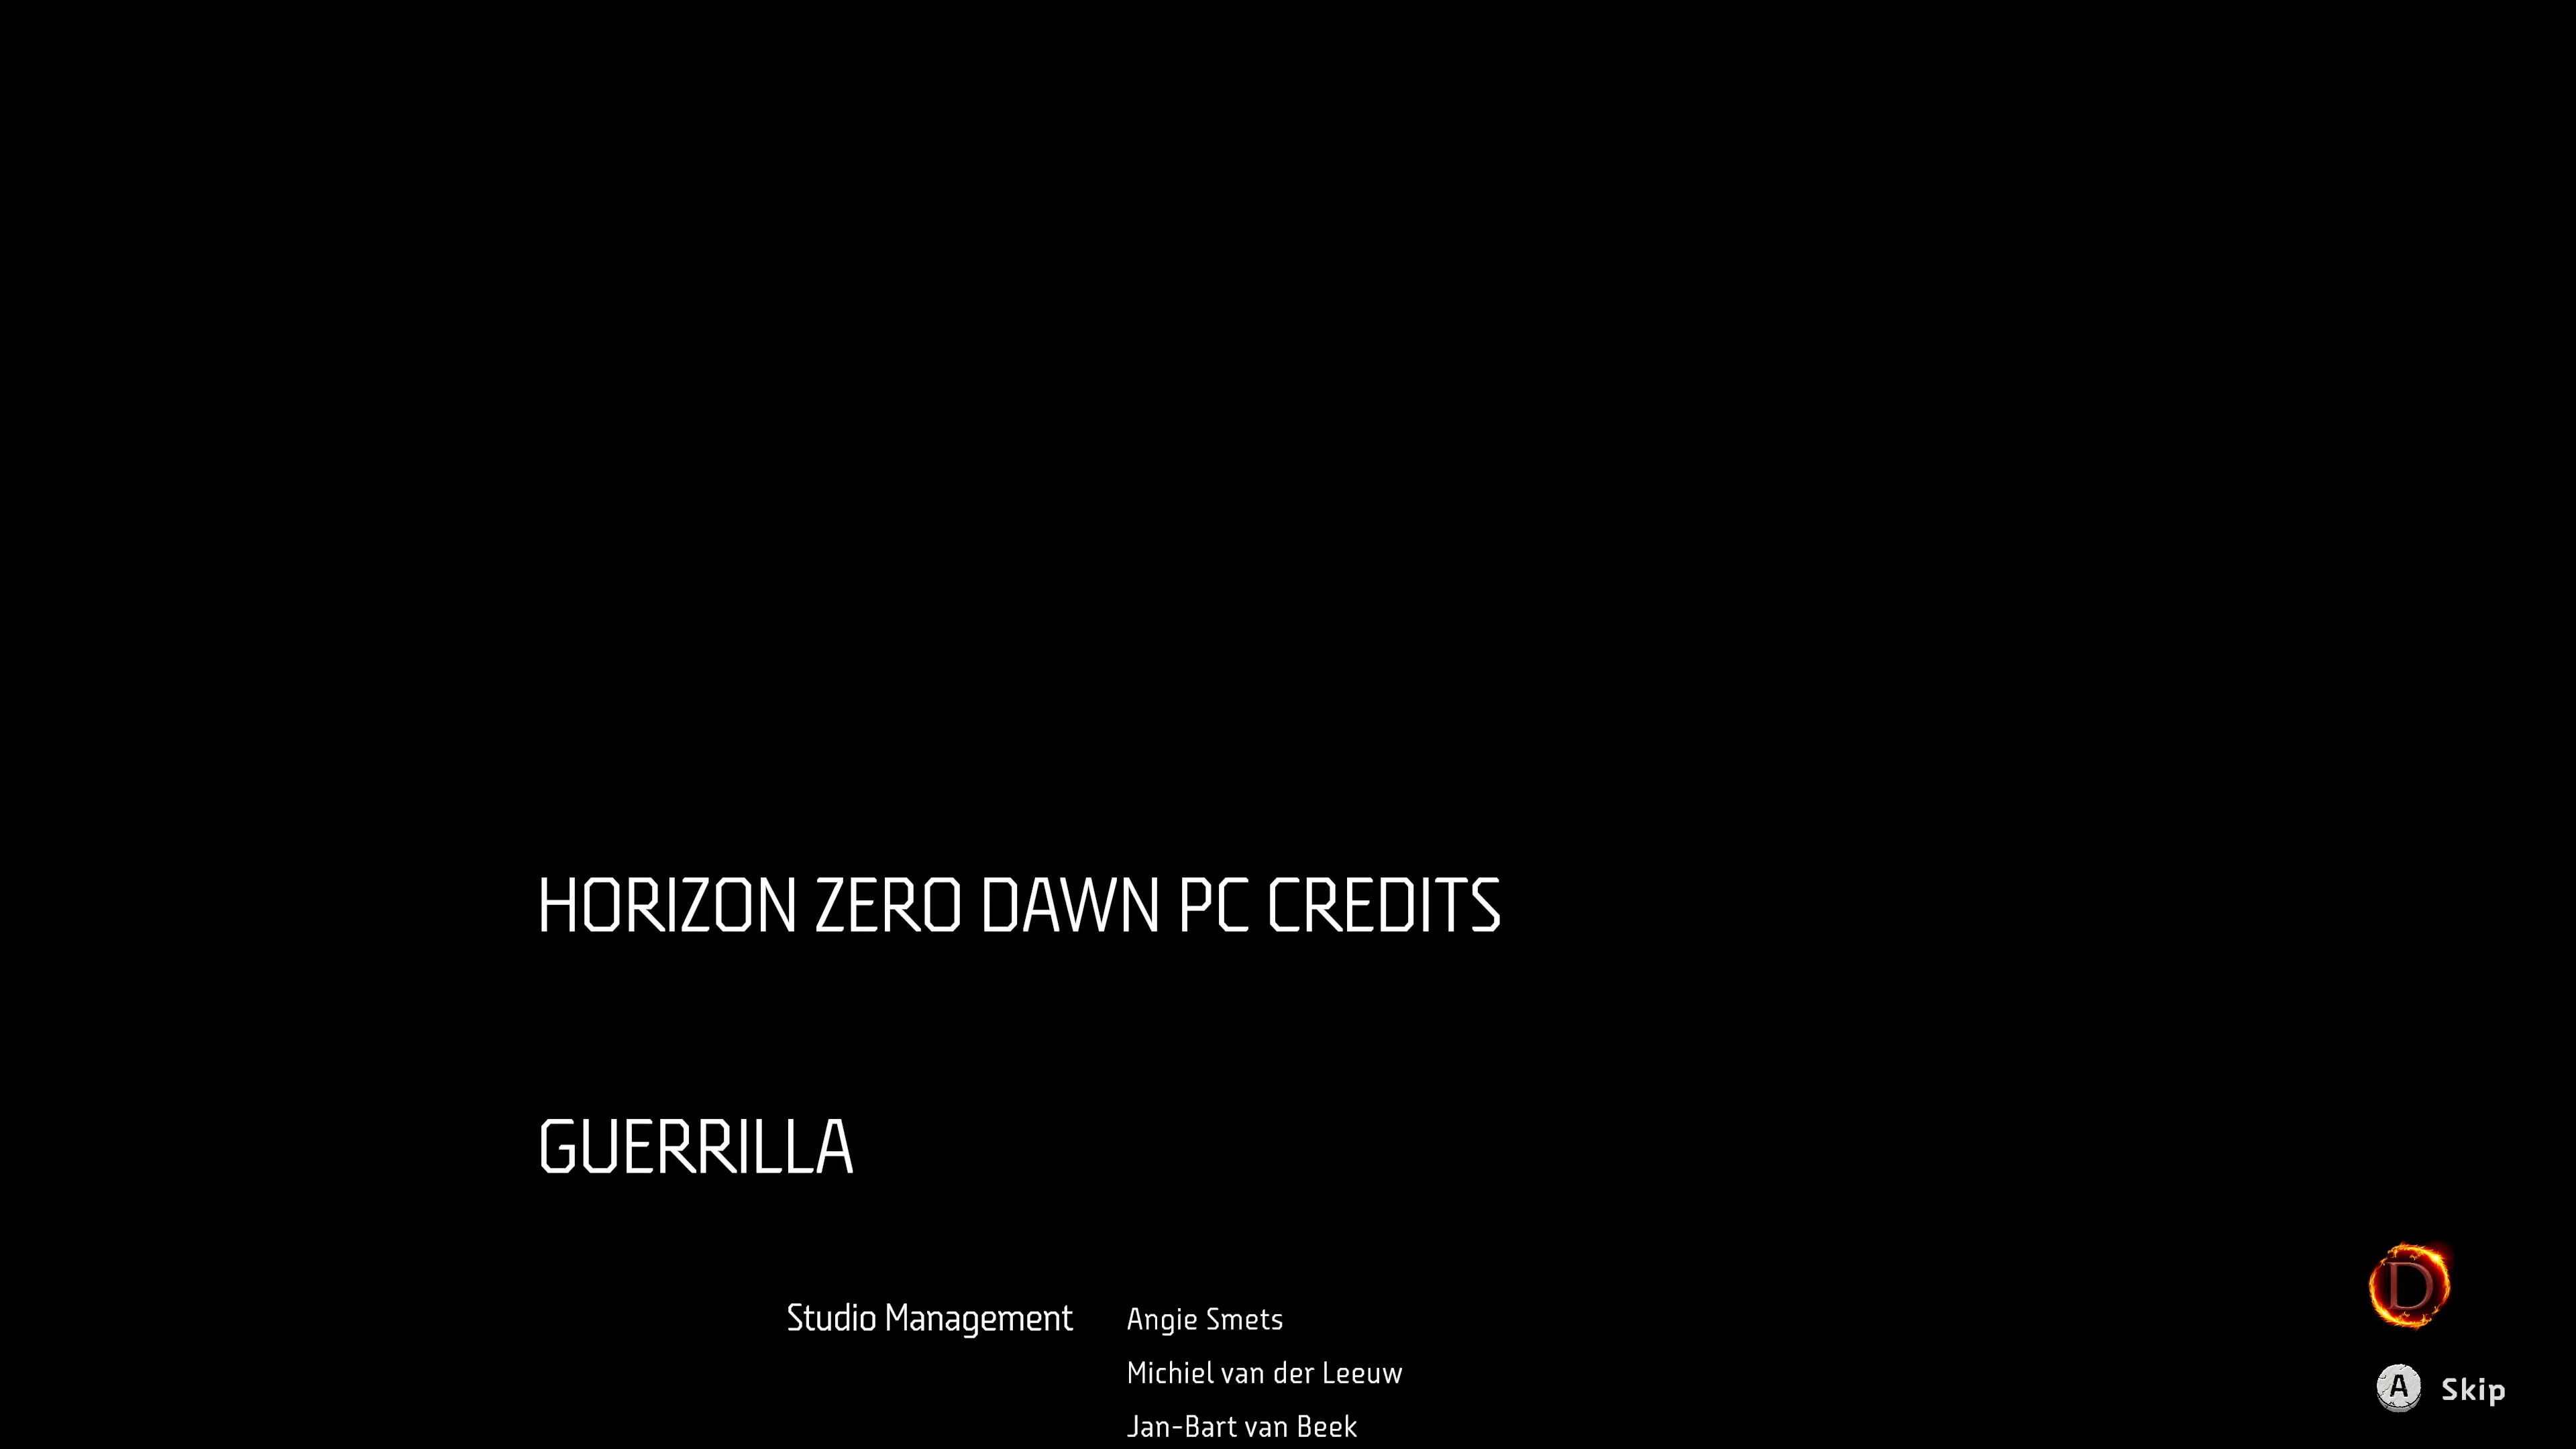 HORIZON ZERO DAWN PC CREDITS
GUERRILLA
Studio Management Angie Smets
Michiel van der Leeuw
Jan-Bart van Beek
D
A Skip